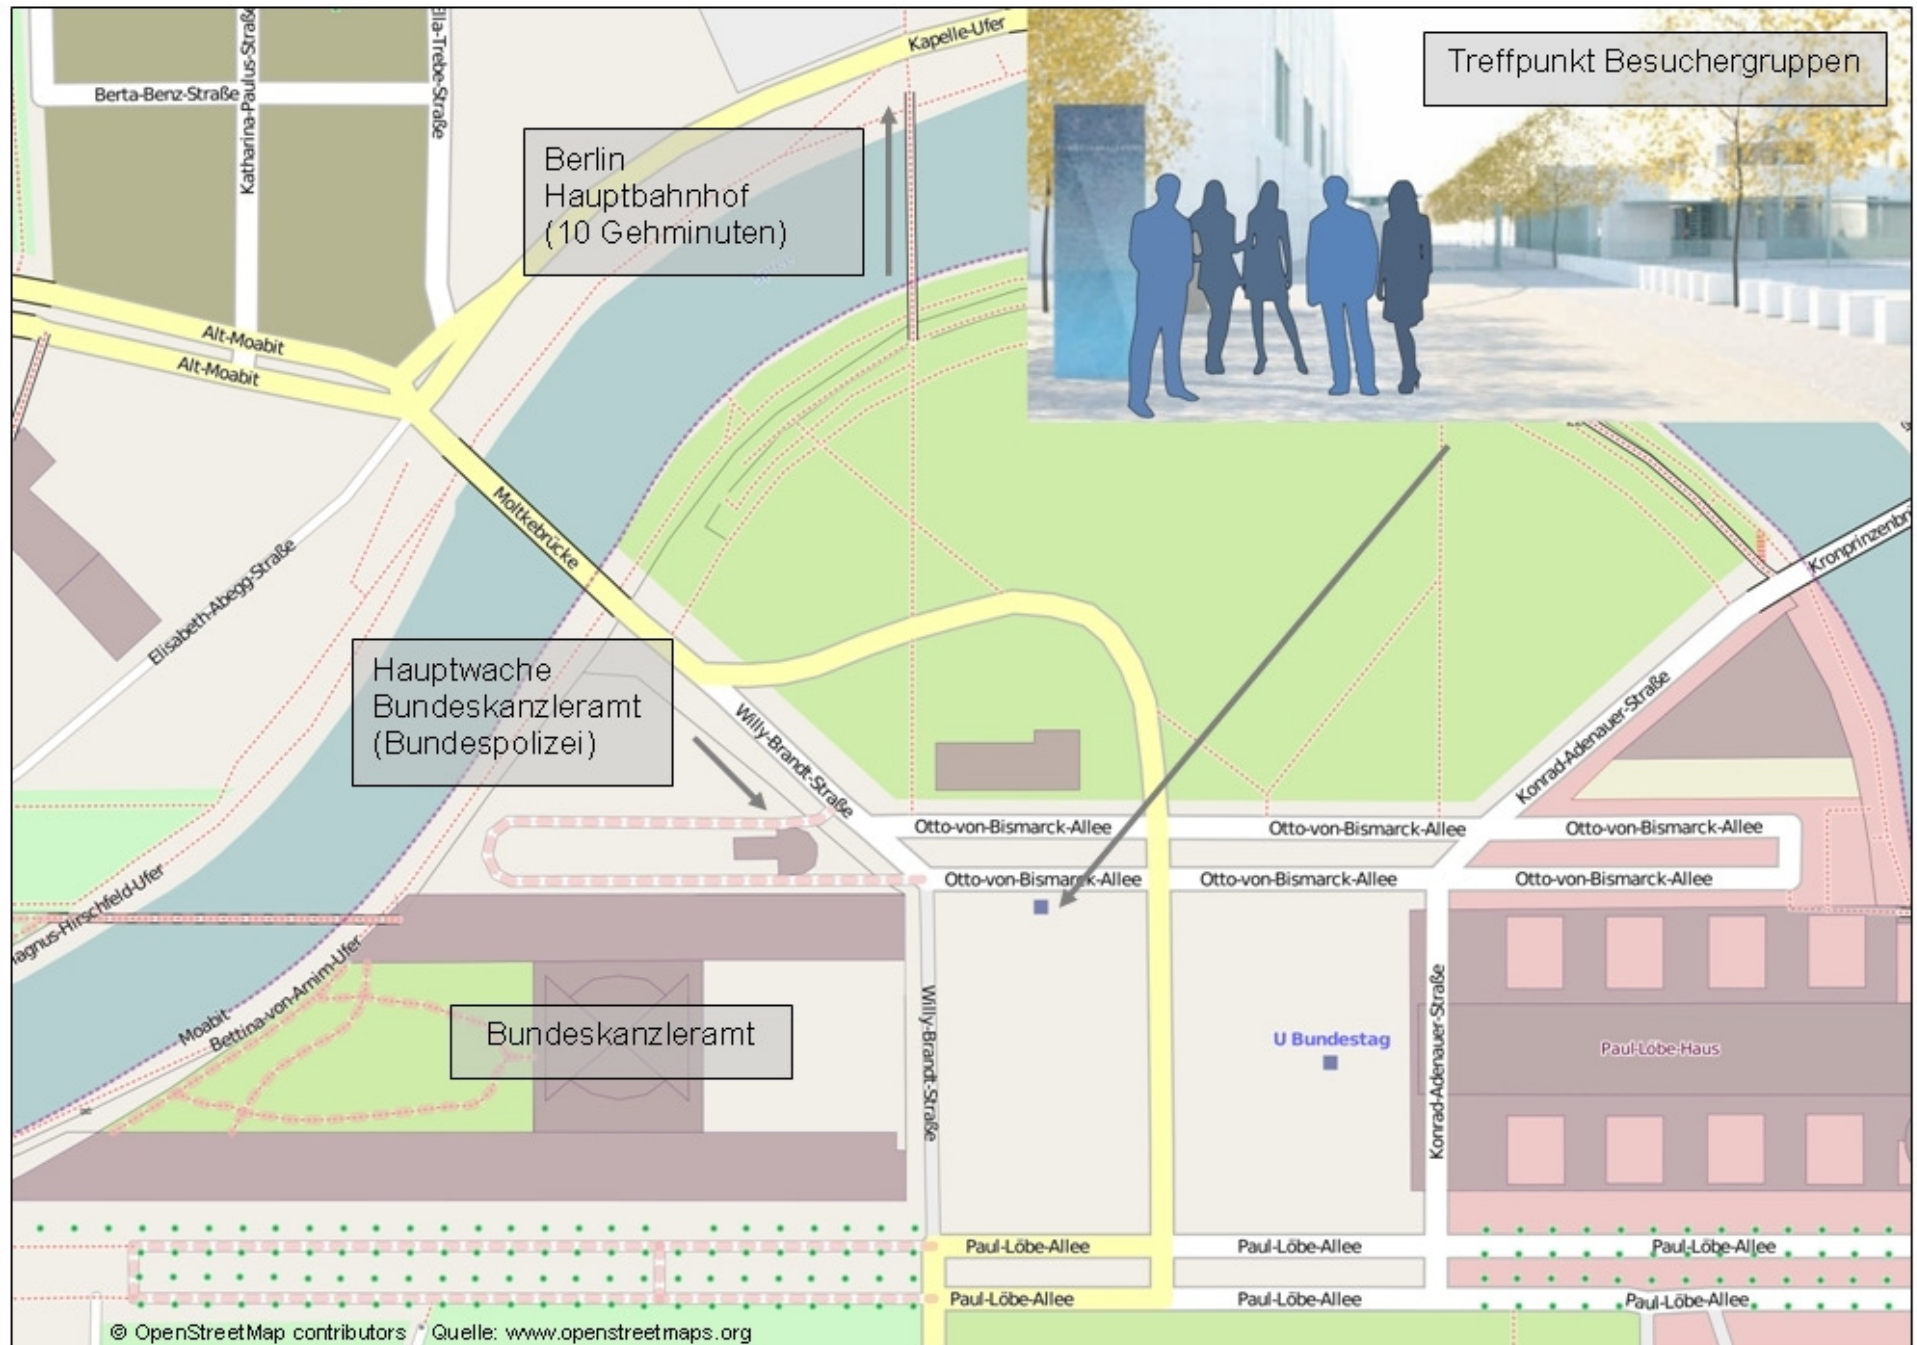 Kapelle-Ufer
Treffpunkt Besuchergruppen
Katharina-Paulus-Straße
Ella-Trebe-Straße
Berta-Benz-Straße
Berlin
Hauptbahnhof
(10 Gehminuten)
Alt-Moabit
Alt-Moabit
Moltkebrücke
Elisabeth-Abegg-Straße
Hauptwache
Bundeskanzleramt
(Bundespolizei)
Willy-Brandt-Straße
Konrad-Adenauer-Straße
Otto-von-Bismarck-Allee
Otto-von-Bismarck-Allee
Otto-von-Bismarck-Allee
Otto-von-Bismarck-Allee
Otto-von-Bismarck-Allee
Otto-von-Bismarck-Allee
agnus-Hirschfeld-Ufer
Moabit
Bettina-von-Arnim-Ufer
Bundeskanzleramt
Willy-Brandt-Straße
U Bundestag
Konrad-Adenauer-Straße
Paul-Löbe-Haus
Paul-Löbe-Allee
Paul-Löbe-Allee
Paul-Löbe-Allee
Paul-Löbe-Allee
Paul-Löbe-Allee
Paul-Löbe-Allee
© OpenStreetMap contributors
Quelle: www.openstreetmaps.org